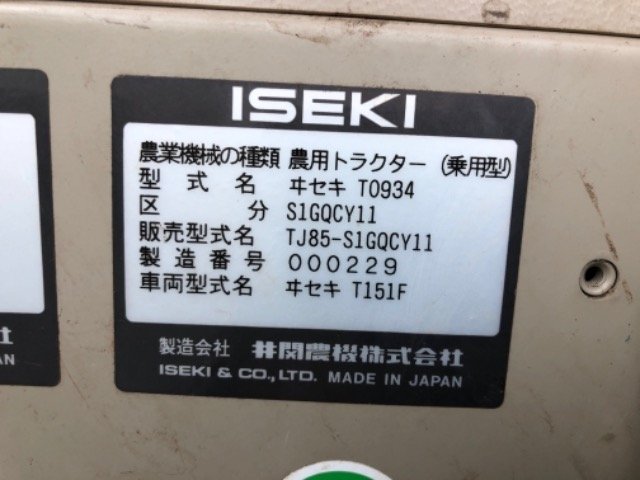 ISEKI
農業機械の種類 農用トラクター (乗用型)
型式名 ヰセキ T0934
区分 S1GQCY11
販売型式名 TJ85-S1GQCY11
製造番号 000229
車両型式名 ヰセキ T151F
製造会社 井関農機株式会社
ISEKI & CO., LTD. MADE IN JAPAN
社
AN